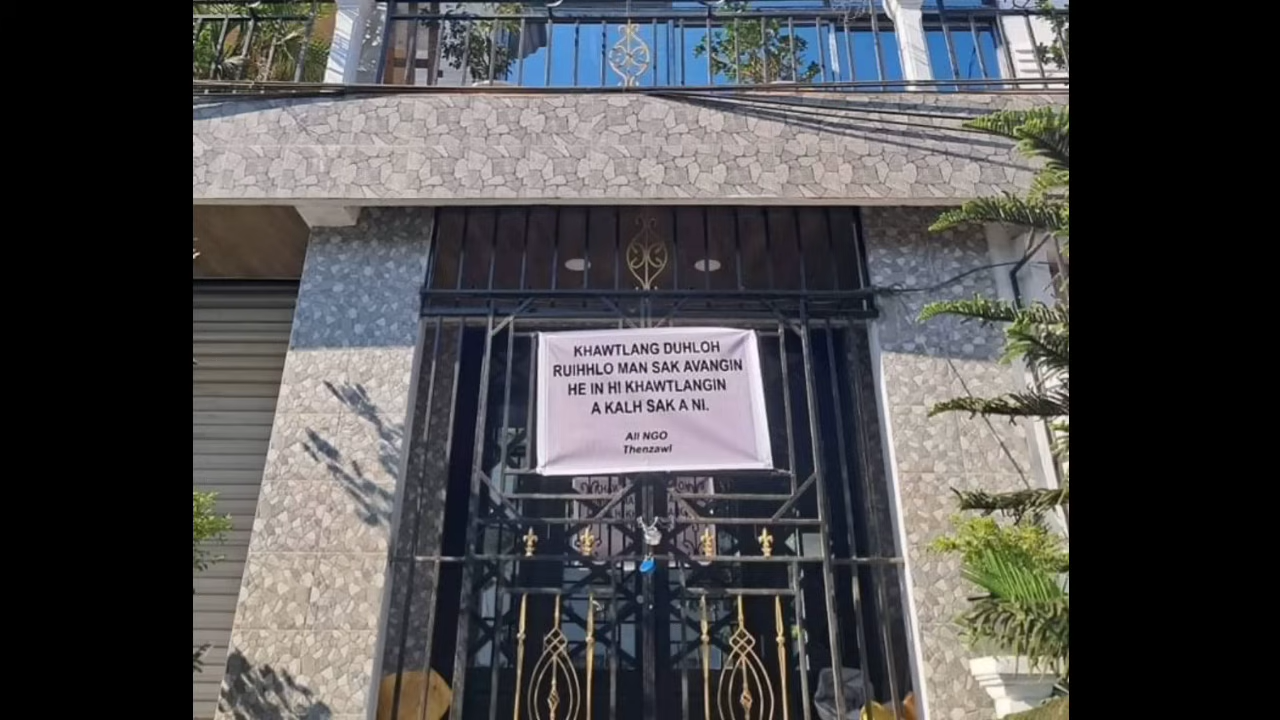 KHAWTLANG DUHLOH
RUIHHLO MAN SAK AVANGIN
HE IN HI KHAWTLANGIN
A KALH SAK A NI.
All NGO
Thenzawl